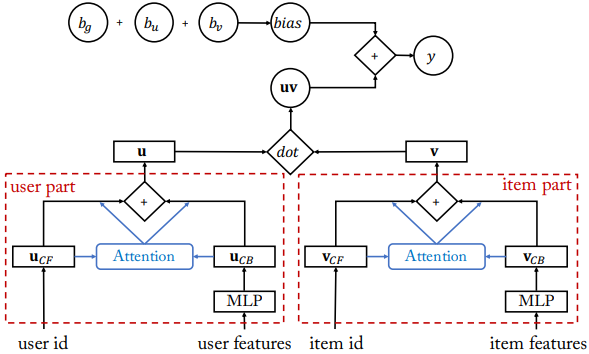 b_g + b_u + b_v bias
+ y
uv
u dot v
user part item part
+ +
u_CF Attention u_CB v_CF Attention v_CB
MLP MLP
user id user features item id item features